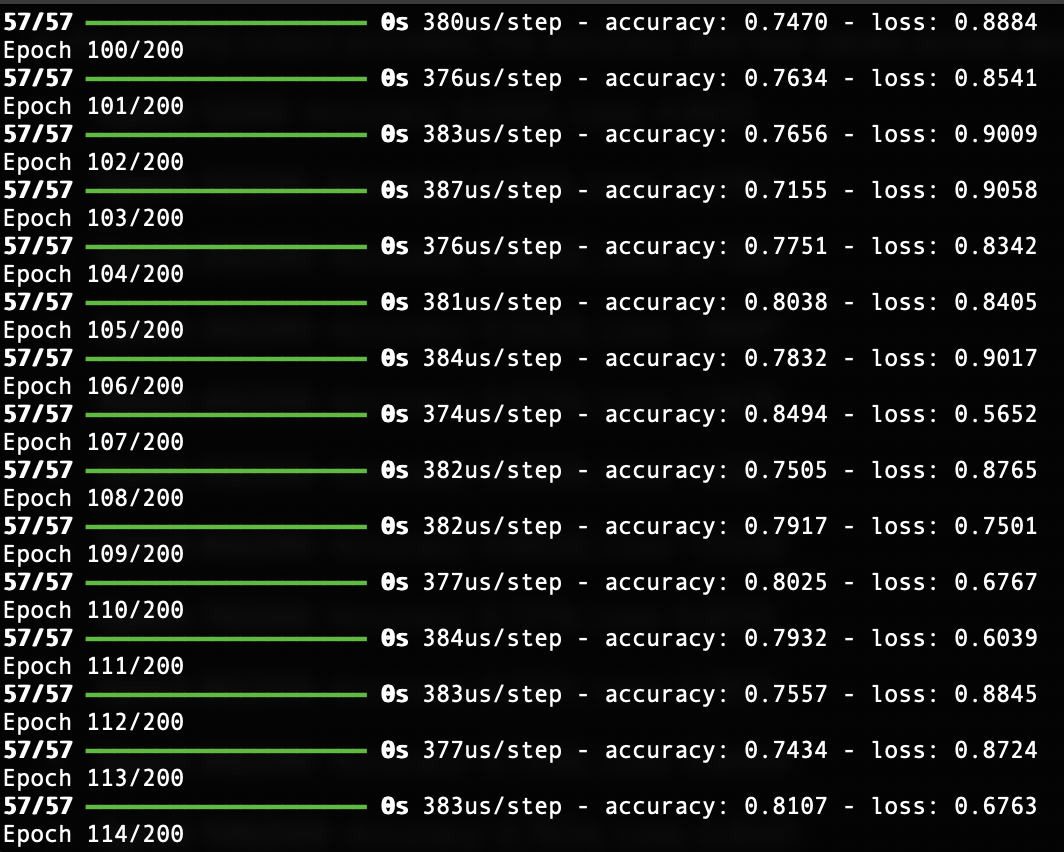 57/57 ━━━━━━━━━━━━━━━━━━━━ 0s 380us/step - accuracy: 0.7470 - loss: 0.8884
Epoch 100/200
57/57 ━━━━━━━━━━━━━━━━━━━━ 0s 376us/step - accuracy: 0.7634 - loss: 0.8541
Epoch 101/200
57/57 ━━━━━━━━━━━━━━━━━━━━ 0s 383us/step - accuracy: 0.7656 - loss: 0.9009
Epoch 102/200
57/57 ━━━━━━━━━━━━━━━━━━━━ 0s 387us/step - accuracy: 0.7155 - loss: 0.9058
Epoch 103/200
57/57 ━━━━━━━━━━━━━━━━━━━━ 0s 376us/step - accuracy: 0.7751 - loss: 0.8342
Epoch 104/200
57/57 ━━━━━━━━━━━━━━━━━━━━ 0s 381us/step - accuracy: 0.8038 - loss: 0.8405
Epoch 105/200
57/57 ━━━━━━━━━━━━━━━━━━━━ 0s 384us/step - accuracy: 0.7832 - loss: 0.9017
Epoch 106/200
57/57 ━━━━━━━━━━━━━━━━━━━━ 0s 374us/step - accuracy: 0.8494 - loss: 0.5652
Epoch 107/200
57/57 ━━━━━━━━━━━━━━━━━━━━ 0s 382us/step - accuracy: 0.7505 - loss: 0.8765
Epoch 108/200
57/57 ━━━━━━━━━━━━━━━━━━━━ 0s 382us/step - accuracy: 0.7917 - loss: 0.7501
Epoch 109/200
57/57 ━━━━━━━━━━━━━━━━━━━━ 0s 377us/step - accuracy: 0.8025 - loss: 0.6767
Epoch 110/200
57/57 ━━━━━━━━━━━━━━━━━━━━ 0s 384us/step - accuracy: 0.7932 - loss: 0.6039
Epoch 111/200
57/57 ━━━━━━━━━━━━━━━━━━━━ 0s 383us/step - accuracy: 0.7557 - loss: 0.8845
Epoch 112/200
57/57 ━━━━━━━━━━━━━━━━━━━━ 0s 377us/step - accuracy: 0.7434 - loss: 0.8724
Epoch 113/200
57/57 ━━━━━━━━━━━━━━━━━━━━ 0s 383us/step - accuracy: 0.8107 - loss: 0.6763
Epoch 114/200